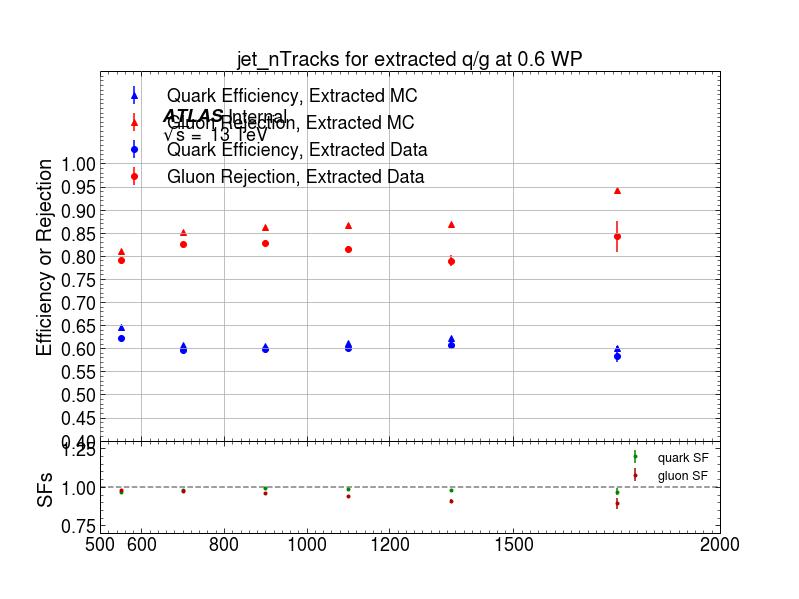 jet_nTracks for extracted q/g at 0.6 WP
Quark Efficiency, Extracted MC
ATLAS Internal
Gluon Rejection, Extracted MC
√s = 13 TeV
Quark Efficiency, Extracted Data
Gluon Rejection, Extracted Data
Efficiency or Rejection
1.00
0.95
0.90
0.85
0.80
0.75
0.70
0.65
0.60
0.55
0.50
0.45
0.40
SFs
1.25
1.00
0.75
quark SF
gluon SF
500 600 800 1000 1200 1500 2000